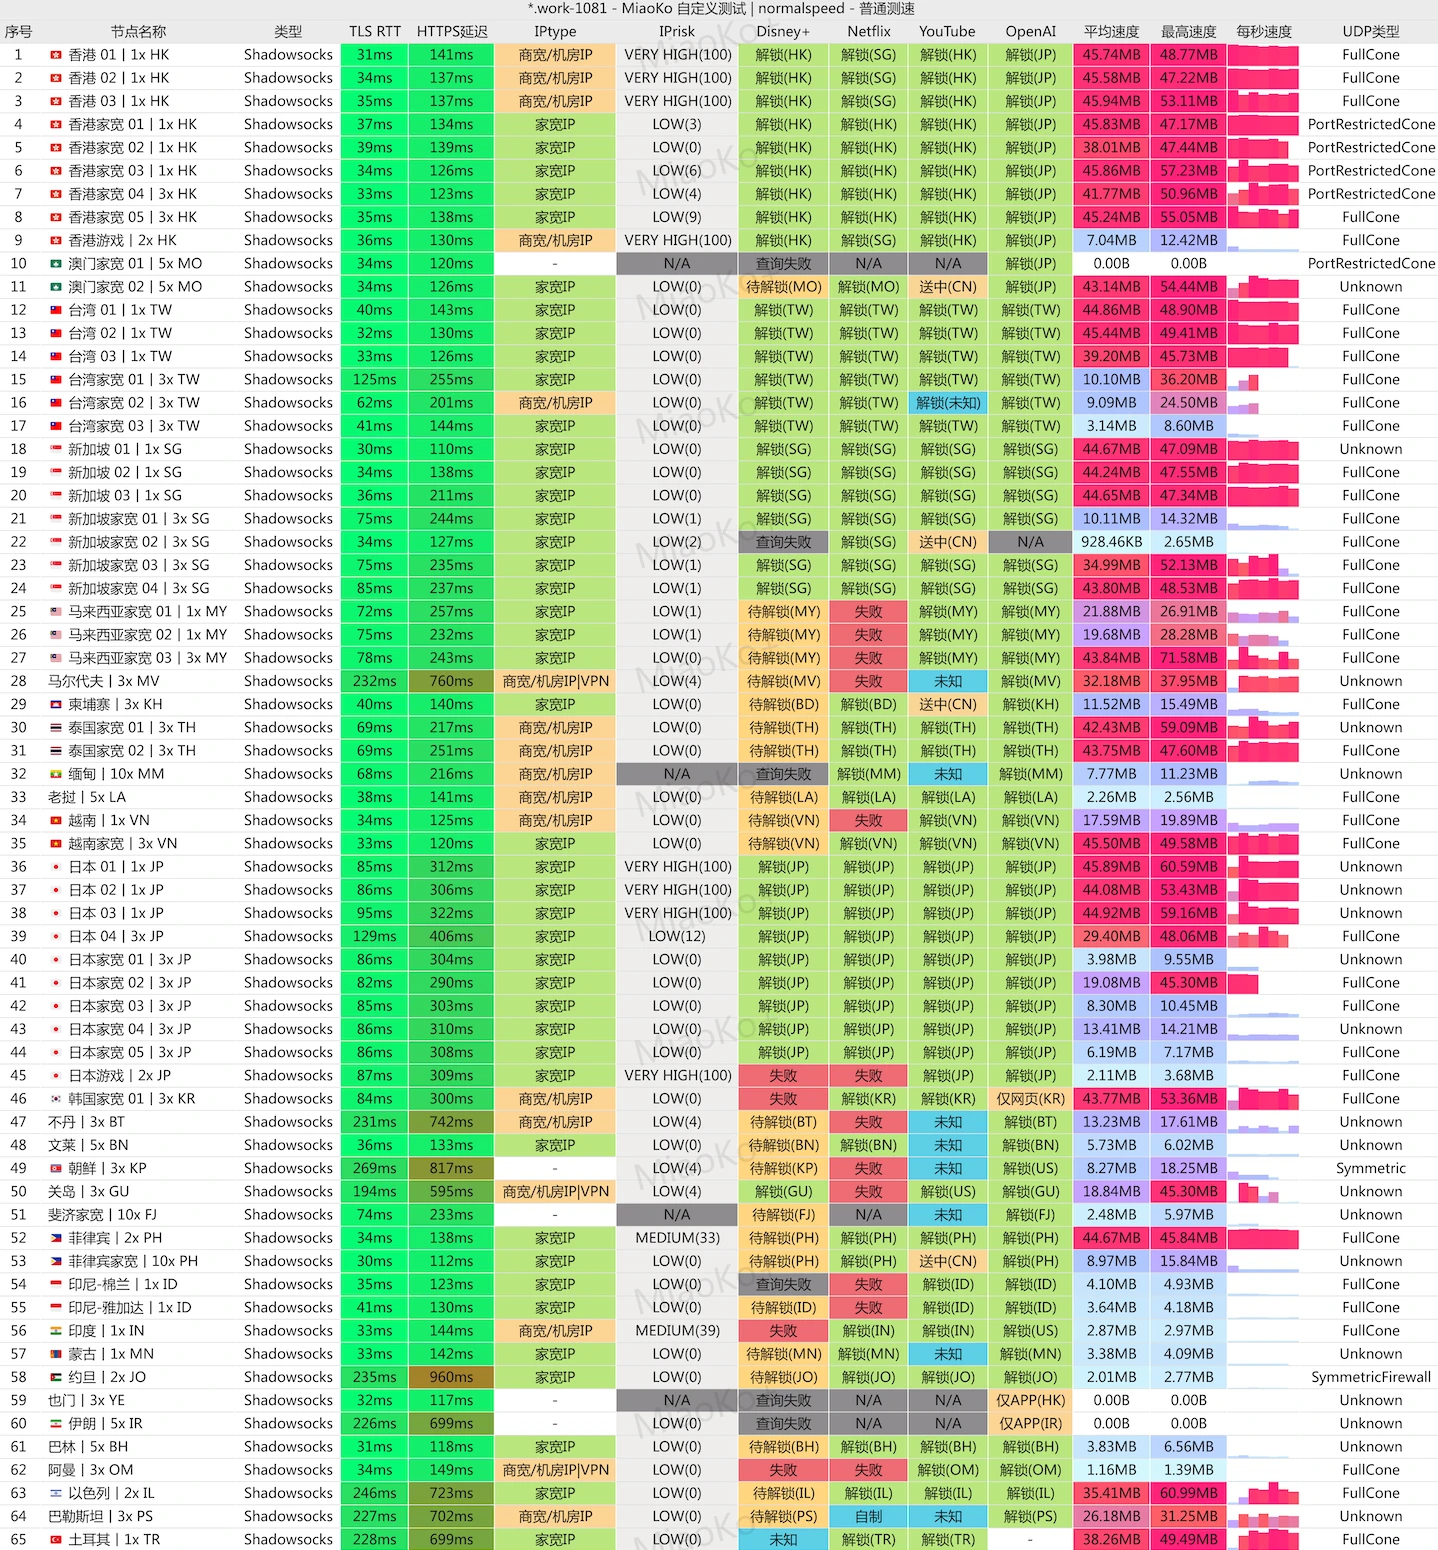 *.work-1081 - MiaoKo 自定义测试 | normalspeed - 普通测速
序号 节点名称 类型 TLS RTT HTTPS延迟 IPtype IPrisk Disney+ Netflix YouTube OpenAI 平均速度 最高速度 每秒速度 UDP类型
1 香港 01 | 1x HK Shadowsocks 31ms 141ms 商宽/机房IP VERY HIGH(100) 解锁(HK) 解锁(SG) 解锁(HK) 解锁(JP) 45.74MB 48.77MB FullCone
2 香港 02 | 1x HK Shadowsocks 34ms 137ms 商宽/机房IP VERY HIGH(100) 解锁(HK) 解锁(SG) 解锁(HK) 解锁(JP) 45.58MB 47.22MB FullCone
3 香港 03 | 1x HK Shadowsocks 35ms 137ms 商宽/机房IP VERY HIGH(100) 解锁(HK) 解锁(SG) 解锁(HK) 解锁(JP) 45.94MB 53.11MB FullCone
4 香港家宽 01 | 1x HK Shadowsocks 37ms 134ms 家宽IP LOW(3) 解锁(HK) 解锁(HK) 解锁(HK) 解锁(JP) 45.83MB 47.17MB PortRestrictedCone
5 香港家宽 02 | 1x HK Shadowsocks 39ms 139ms 家宽IP LOW(0) 解锁(HK) 解锁(HK) 解锁(HK) 解锁(JP) 38.01MB 47.44MB PortRestrictedCone
6 香港家宽 03 | 1x HK Shadowsocks 34ms 126ms 家宽IP LOW(6) 解锁(HK) 解锁(HK) 解锁(HK) 解锁(JP) 45.86MB 57.23MB PortRestrictedCone
7 香港家宽 04 | 3x HK Shadowsocks 33ms 123ms 家宽IP LOW(4) 解锁(HK) 解锁(HK) 解锁(HK) 解锁(JP) 41.77MB 50.96MB PortRestrictedCone
8 香港家宽 05 | 3x HK Shadowsocks 35ms 138ms 家宽IP LOW(9) 解锁(HK) 解锁(HK) 解锁(HK) 解锁(JP) 45.24MB 55.05MB FullCone
9 香港游戏 | 2x HK Shadowsocks 36ms 130ms 商宽/机房IP VERY HIGH(100) 解锁(HK) 解锁(SG) 解锁(HK) 解锁(JP) 7.04MB 12.42MB FullCone
10 澳门家宽 01 | 5x MO Shadowsocks 34ms 120ms - N/A 查询失败 N/A N/A 解锁(JP) 0.00B 0.00B PortRestrictedCone
11 澳门家宽 02 | 5x MO Shadowsocks 34ms 126ms 家宽IP LOW(0) 待解锁(MO) 解锁(MO) 送中(CN) 解锁(JP) 43.14MB 54.44MB Unknown
12 台湾 01 | 1x TW Shadowsocks 40ms 143ms 家宽IP LOW(0) 解锁(TW) 解锁(TW) 解锁(TW) 解锁(TW) 44.86MB 48.90MB FullCone
13 台湾 02 | 1x TW Shadowsocks 32ms 130ms 家宽IP LOW(0) 解锁(TW) 解锁(TW) 解锁(TW) 解锁(TW) 45.44MB 49.41MB FullCone
14 台湾 03 | 1x TW Shadowsocks 33ms 126ms 家宽IP LOW(0) 解锁(TW) 解锁(TW) 解锁(TW) 解锁(TW) 39.20MB 45.73MB FullCone
15 台湾家宽 01 | 3x TW Shadowsocks 125ms 255ms 家宽IP LOW(0) 解锁(TW) 解锁(TW) 解锁(TW) 解锁(TW) 10.10MB 36.20MB FullCone
16 台湾家宽 02 | 3x TW Shadowsocks 62ms 201ms 商宽/机房IP LOW(0) 解锁(TW) 解锁(TW) 解锁(未知) 解锁(TW) 9.09MB 24.50MB FullCone
17 台湾家宽 03 | 3x TW Shadowsocks 41ms 144ms 家宽IP LOW(0) 解锁(TW) 解锁(TW) 解锁(TW) 解锁(TW) 3.14MB 8.60MB FullCone
18 新加坡 01 | 1x SG Shadowsocks 30ms 110ms 家宽IP LOW(0) 解锁(SG) 解锁(SG) 解锁(SG) 解锁(SG) 44.67MB 47.09MB Unknown
19 新加坡 02 | 1x SG Shadowsocks 34ms 138ms 家宽IP LOW(0) 解锁(SG) 解锁(SG) 解锁(SG) 解锁(SG) 44.24MB 47.55MB FullCone
20 新加坡 03 | 1x SG Shadowsocks 36ms 211ms 家宽IP LOW(0) 解锁(SG) 解锁(SG) 解锁(SG) 解锁(SG) 44.65MB 47.34MB FullCone
21 新加坡家宽 01 | 3x SG Shadowsocks 75ms 244ms 家宽IP LOW(1) 解锁(SG) 解锁(SG) 解锁(SG) 解锁(SG) 10.11MB 14.32MB FullCone
22 新加坡家宽 02 | 3x SG Shadowsocks 34ms 127ms 家宽IP LOW(2) 查询失败 解锁(SG) 送中(CN) N/A 928.46KB 2.65MB FullCone
23 新加坡家宽 03 | 3x SG Shadowsocks 75ms 235ms 家宽IP LOW(1) 解锁(SG) 解锁(SG) 解锁(SG) 解锁(SG) 34.99MB 52.13MB FullCone
24 新加坡家宽 04 | 3x SG Shadowsocks 85ms 237ms 家宽IP LOW(1) 解锁(SG) 解锁(SG) 解锁(SG) 解锁(SG) 43.80MB 48.53MB FullCone
25 马来西亚家宽 01 | 1x MY Shadowsocks 72ms 257ms 家宽IP LOW(1) 待解锁(MY) 失败 解锁(MY) 解锁(MY) 21.88MB 26.91MB FullCone
26 马来西亚家宽 02 | 1x MY Shadowsocks 75ms 232ms 家宽IP LOW(1) 待解锁(MY) 失败 解锁(MY) 解锁(MY) 19.68MB 28.28MB FullCone
27 马来西亚家宽 03 | 3x MY Shadowsocks 78ms 243ms 家宽IP LOW(0) 待解锁(MY) 失败 解锁(MY) 解锁(MY) 43.84MB 71.58MB FullCone
28 马尔代夫 | 3x MV Shadowsocks 232ms 760ms 商宽/机房IP|VPN LOW(4) 待解锁(MV) 失败 未知 解锁(MV) 32.18MB 37.95MB Unknown
29 柬埔寨 | 3x KH Shadowsocks 40ms 140ms 家宽IP LOW(0) 待解锁(BD) 解锁(BD) 送中(CN) 解锁(KH) 11.52MB 15.49MB FullCone
30 泰国家宽 01 | 3x TH Shadowsocks 69ms 217ms 商宽/机房IP LOW(0) 待解锁(TH) 解锁(TH) 解锁(TH) 解锁(TH) 42.43MB 59.09MB Unknown
31 泰国家宽 02 | 3x TH Shadowsocks 69ms 251ms 商宽/机房IP LOW(0) 待解锁(TH) 解锁(TH) 解锁(TH) 解锁(TH) 43.75MB 47.60MB FullCone
32 缅甸 | 10x MM Shadowsocks 68ms 216ms 商宽/机房IP N/A 查询失败 解锁(MM) 未知 解锁(MM) 7.77MB 11.23MB Unknown
33 老挝 | 5x LA Shadowsocks 38ms 141ms 商宽/机房IP LOW(0) 待解锁(LA) 解锁(LA) 解锁(LA) 解锁(LA) 2.26MB 2.56MB FullCone
34 越南 | 1x VN Shadowsocks 34ms 125ms 商宽/机房IP LOW(0) 待解锁(VN) 失败 解锁(VN) 解锁(VN) 17.59MB 19.89MB FullCone
35 越南家宽 | 3x VN Shadowsocks 33ms 120ms 家宽IP LOW(0) 待解锁(VN) 解锁(VN) 解锁(VN) 解锁(VN) 45.50MB 49.58MB FullCone
36 日本 01 | 1x JP Shadowsocks 85ms 312ms 家宽IP VERY HIGH(100) 解锁(JP) 解锁(JP) 解锁(JP) 解锁(JP) 45.89MB 60.59MB Unknown
37 日本 02 | 1x JP Shadowsocks 86ms 306ms 家宽IP VERY HIGH(100) 解锁(JP) 解锁(JP) 解锁(JP) 解锁(JP) 44.08MB 53.43MB Unknown
38 日本 03 | 1x JP Shadowsocks 95ms 322ms 家宽IP VERY HIGH(100) 解锁(JP) 解锁(JP) 解锁(JP) 解锁(JP) 44.92MB 59.16MB Unknown
39 日本 04 | 3x JP Shadowsocks 129ms 406ms 家宽IP LOW(12) 解锁(JP) 解锁(JP) 解锁(JP) 解锁(JP) 29.40MB 48.06MB FullCone
40 日本家宽 01 | 3x JP Shadowsocks 86ms 304ms 家宽IP LOW(0) 解锁(JP) 解锁(JP) 解锁(JP) 解锁(JP) 3.98MB 9.55MB Unknown
41 日本家宽 02 | 3x JP Shadowsocks 82ms 290ms 家宽IP LOW(0) 解锁(JP) 解锁(JP) 解锁(JP) 解锁(JP) 19.08MB 45.30MB FullCone
42 日本家宽 03 | 3x JP Shadowsocks 85ms 303ms 家宽IP LOW(0) 解锁(JP) 解锁(JP) 解锁(JP) 解锁(JP) 8.30MB 10.45MB FullCone
43 日本家宽 04 | 3x JP Shadowsocks 86ms 310ms 家宽IP LOW(0) 解锁(JP) 解锁(JP) 解锁(JP) 解锁(JP) 13.41MB 14.21MB Unknown
44 日本家宽 05 | 3x JP Shadowsocks 86ms 308ms 家宽IP LOW(0) 解锁(JP) 解锁(JP) 解锁(JP) 解锁(JP) 6.19MB 7.17MB FullCone
45 日本游戏 | 2x JP Shadowsocks 87ms 309ms 家宽IP VERY HIGH(100) 失败 失败 解锁(JP) 解锁(JP) 2.11MB 3.68MB FullCone
46 韩国家宽 01 | 3x KR Shadowsocks 84ms 300ms 商宽/机房IP LOW(0) 失败 解锁(KR) 解锁(KR) 仅网页(KR) 43.77MB 53.36MB FullCone
47 不丹 | 3x BT Shadowsocks 231ms 742ms 商宽/机房IP LOW(4) 待解锁(BT) 失败 未知 解锁(BT) 13.23MB 17.61MB Unknown
48 文莱 | 5x BN Shadowsocks 36ms 133ms 家宽IP LOW(0) 待解锁(BN) 解锁(BN) 未知 解锁(BN) 5.73MB 6.02MB Unknown
49 朝鲜 | 3x KP Shadowsocks 269ms 817ms - LOW(4) 待解锁(KP) 失败 未知 解锁(US) 8.27MB 18.25MB Symmetric
50 关岛 | 3x GU Shadowsocks 194ms 595ms 商宽/机房IP|VPN LOW(4) 解锁(GU) 失败 解锁(US) 解锁(GU) 18.84MB 45.30MB Unknown
51 斐济家宽 | 10x FJ Shadowsocks 74ms 233ms - N/A 待解锁(FJ) N/A 未知 解锁(FJ) 2.48MB 5.97MB Unknown
52 菲律宾 | 2x PH Shadowsocks 34ms 138ms 家宽IP MEDIUM(33) 待解锁(PH) 解锁(PH) 解锁(PH) 解锁(PH) 44.67MB 45.84MB FullCone
53 菲律宾家宽 | 10x PH Shadowsocks 30ms 112ms 家宽IP LOW(0) 待解锁(PH) 解锁(PH) 送中(CN) 解锁(PH) 8.97MB 15.84MB Unknown
54 印尼-棉兰 | 1x ID Shadowsocks 35ms 123ms 家宽IP LOW(0) 查询失败 失败 解锁(ID) 解锁(ID) 4.10MB 4.93MB FullCone
55 印尼-雅加达 | 1x ID Shadowsocks 41ms 130ms 家宽IP LOW(0) 待解锁(ID) 失败 解锁(ID) 解锁(ID) 3.64MB 4.18MB FullCone
56 印度 | 1x IN Shadowsocks 33ms 144ms 商宽/机房IP MEDIUM(39) 失败 解锁(IN) 解锁(IN) 解锁(US) 2.87MB 2.97MB FullCone
57 蒙古 | 1x MN Shadowsocks 33ms 142ms 家宽IP LOW(0) 待解锁(MN) 解锁(MN) 未知 解锁(MN) 3.38MB 4.09MB Unknown
58 约旦 | 2x JO Shadowsocks 235ms 960ms 家宽IP LOW(0) 待解锁(JO) 解锁(JO) 解锁(JO) 解锁(JO) 2.01MB 2.77MB SymmetricFirewall
59 也门 | 3x YE Shadowsocks 32ms 117ms - N/A 查询失败 N/A N/A 仅APP(HK) 0.00B 0.00B Unknown
60 伊朗 | 5x IR Shadowsocks 226ms 699ms - LOW(0) 查询失败 N/A N/A 仅APP(IR) 0.00B 0.00B Unknown
61 巴林 | 5x BH Shadowsocks 31ms 118ms 家宽IP LOW(0) 待解锁(BH) 解锁(BH) 解锁(BH) 解锁(BH) 3.83MB 6.56MB Unknown
62 阿曼 | 3x OM Shadowsocks 34ms 149ms 商宽/机房IP|VPN LOW(0) 失败 失败 解锁(OM) 解锁(OM) 1.16MB 1.39MB FullCone
63 以色列 | 2x IL Shadowsocks 246ms 723ms 家宽IP LOW(0) 待解锁(IL) 解锁(IL) 解锁(IL) 解锁(IL) 35.41MB 60.99MB FullCone
64 巴勒斯坦 | 3x PS Shadowsocks 227ms 702ms 商宽/机房IP LOW(0) 待解锁(PS) 自制 未知 解锁(PS) 26.18MB 31.25MB Unknown
65 土耳其 | 1x TR Shadowsocks 228ms 699ms 家宽IP LOW(0) 未知 解锁(TR) 解锁(TR) - 38.26MB 49.49MB FullCone